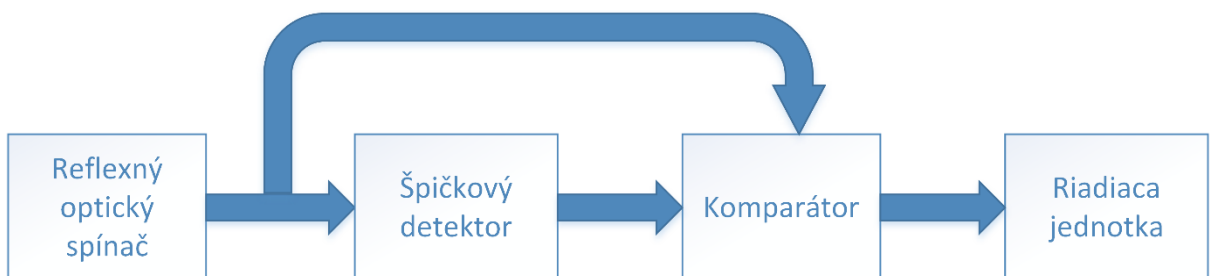 Reflexný
optický
spínač
Špičkový
detektor
Komparátor
Riadiaca
jednotka